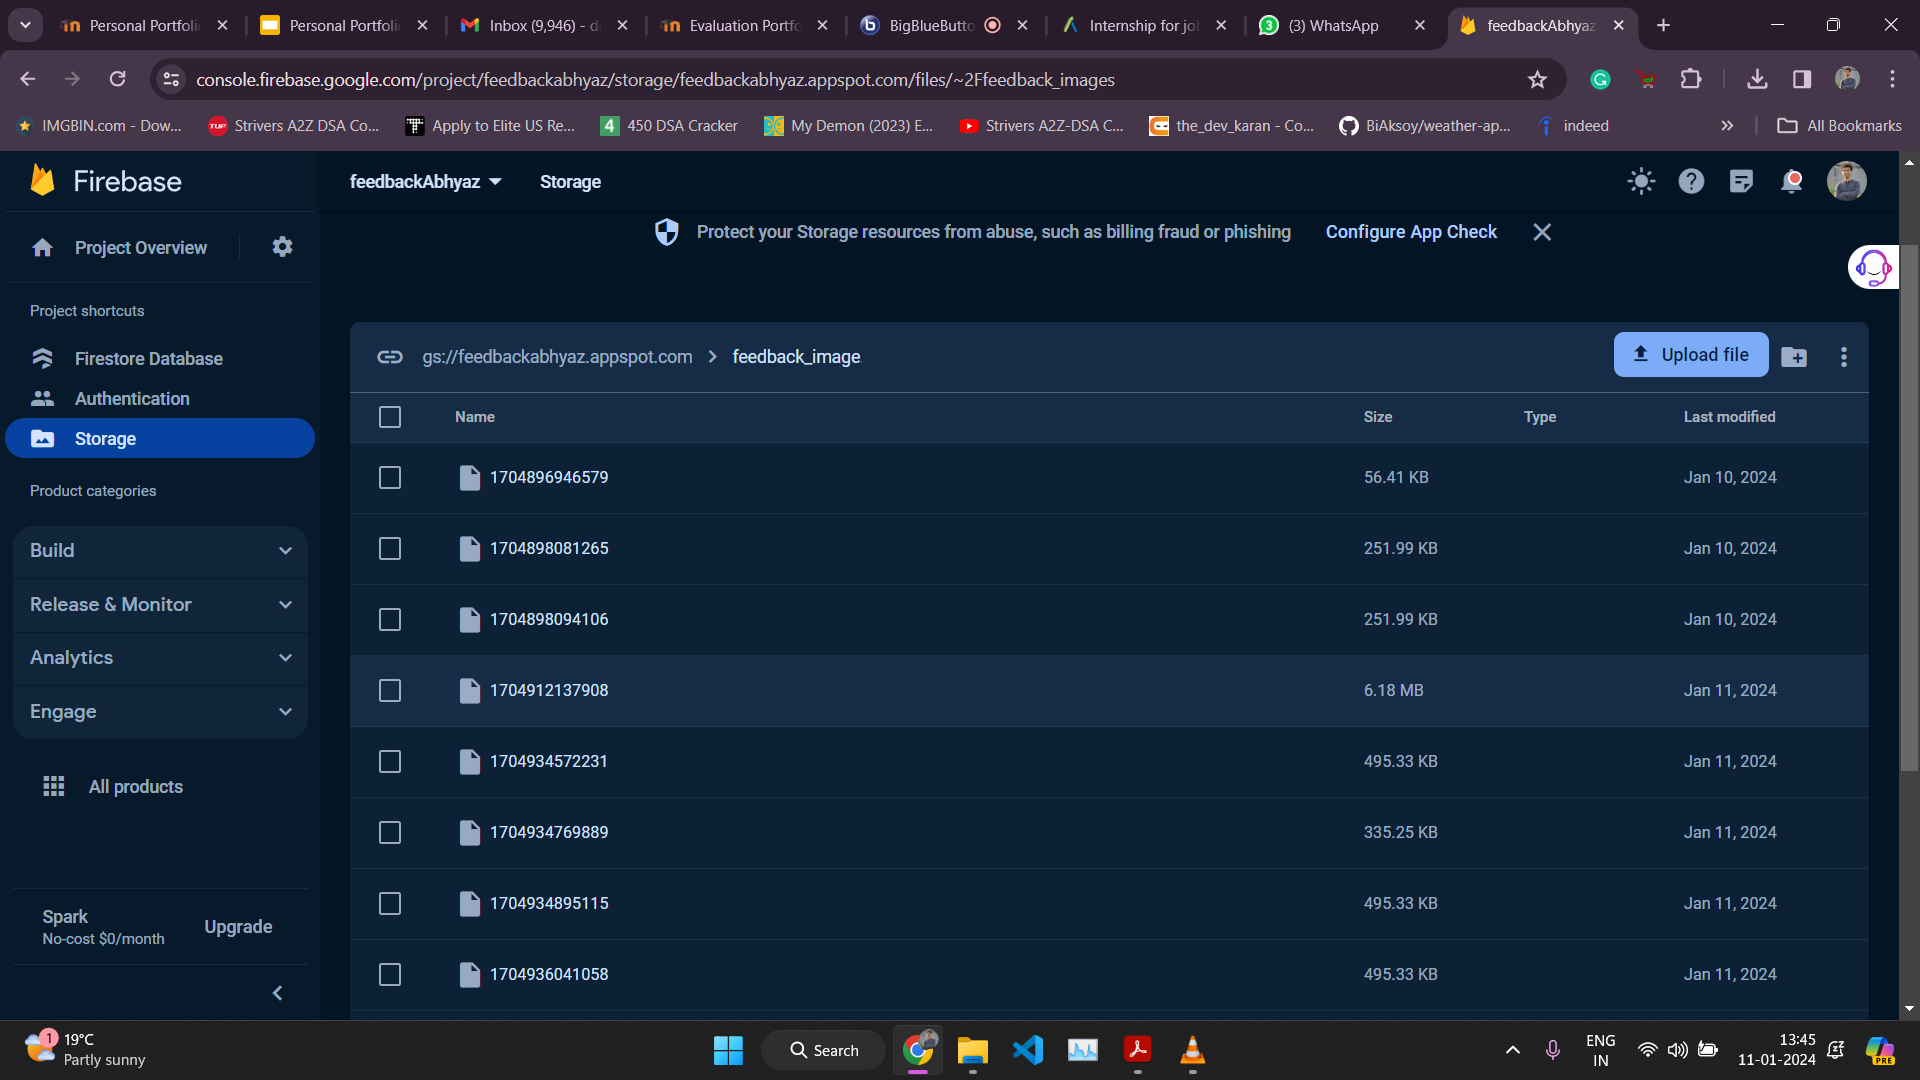 Personal Portfolio
Personal Portfolio
Inbox (9,946) - d
Evaluation Portfo
BigBlueButto
Internship for jo
(3) WhatsApp
feedbackAbhyaz
console.firebase.google.com/project/feedbackabhyaz/storage/feedbackabhyaz.appspot.com/files/~2Ffeedback_images
IMGBIN.com - Dow...
Strivers A2Z DSA Co...
Apply to Elite US Re...
450 DSA Cracker
My Demon (2023) E...
Strivers A2Z-DSA C...
the_dev_karan - Co...
BiAksoy/weather-ap...
indeed
All Bookmarks
Firebase
feedbackAbhyaz
Storage
Protect your Storage resources from abuse, such as billing fraud or phishing
Configure App Check
Project Overview
Project shortcuts
Firestore Database
Authentication
Storage
Product categories
Build
Release & Monitor
Analytics
Engage
All products
Spark
No-cost $0/month
Upgrade
gs://feedbackabhyaz.appspot.com
feedback_image
Upload file
Name Size Type Last modified
1704896946579 56.41 KB Jan 10, 2024
1704898081265 251.99 KB Jan 10, 2024
1704898094106 251.99 KB Jan 10, 2024
1704912137908 6.18 MB Jan 11, 2024
1704934572231 495.33 KB Jan 11, 2024
1704934769889 335.25 KB Jan 11, 2024
1704934895115 495.33 KB Jan 11, 2024
1704936041058 495.33 KB Jan 11, 2024
1
19°C
Partly sunny
Search
ENG
IN
13:45
11-01-2024
PRE